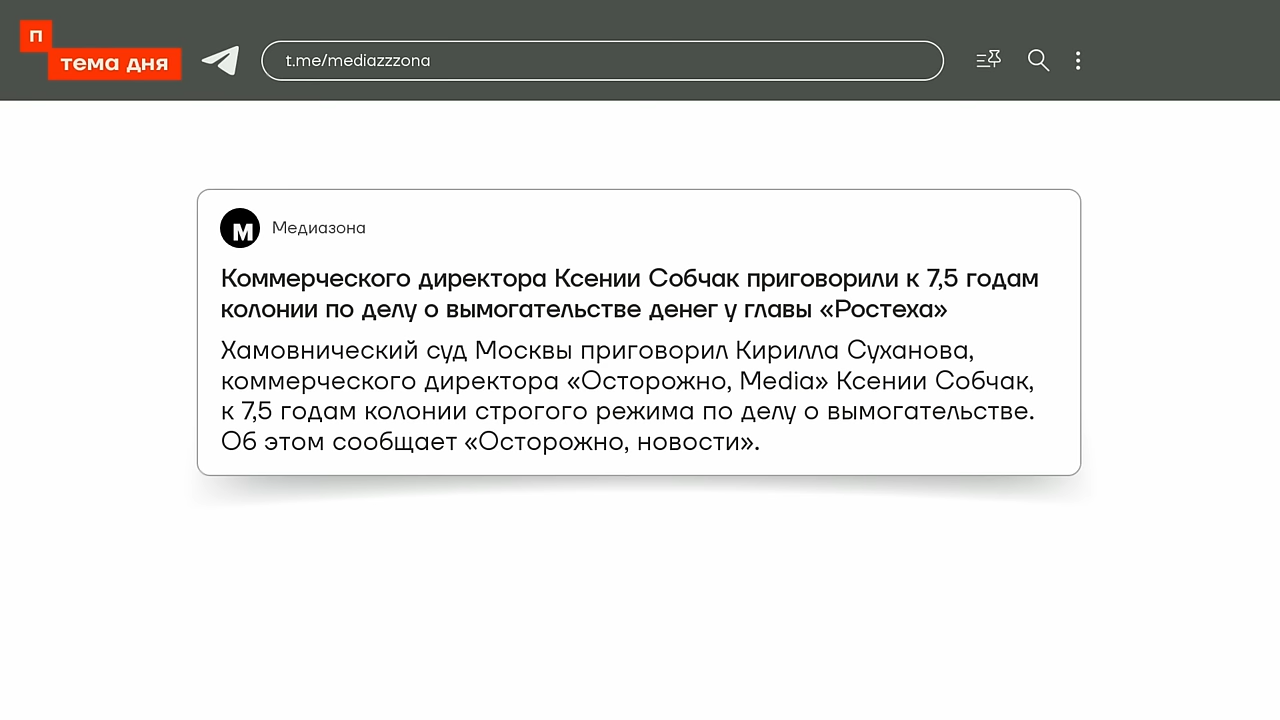 п
тема дня
t.me/mediazzzona
м
Медиазона
Коммерческого директора Ксении Собчак приговорили к 7,5 годам
колонии по делу о вымогательстве денег у главы «Ростеха»
Хамовнический суд Москвы приговорил Кирилла Суханова,
коммерческого директора «Осторожно, Media» Ксении Собчак,
к 7,5 годам колонии строгого режима по делу о вымогательстве.
Об этом сообщает «Осторожно, новости».